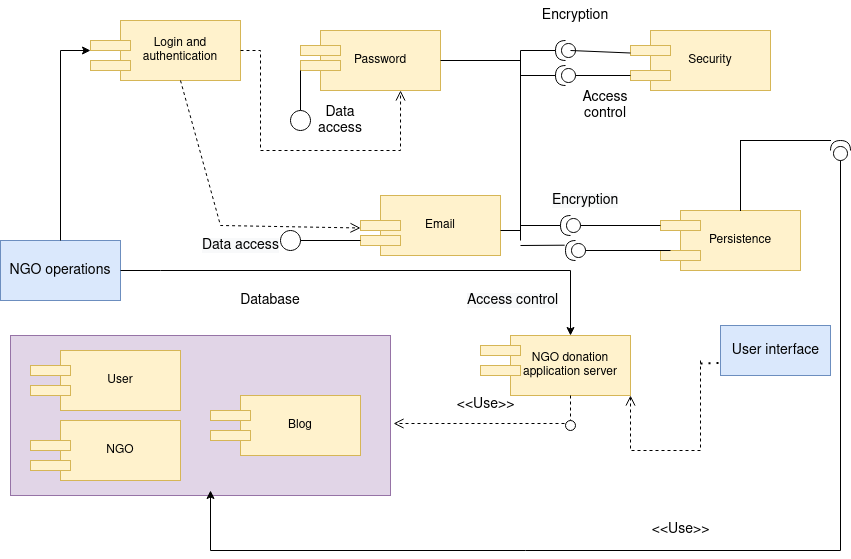 Encryption
Login and
authentication
Password
Security
Data
access
Access
control
Encryption
Email
Persistence
Data access
NGO operations
Database
Access control
User interface
NGO donation
application server
User
<<Use>>
Blog
NGO
<<Use>>